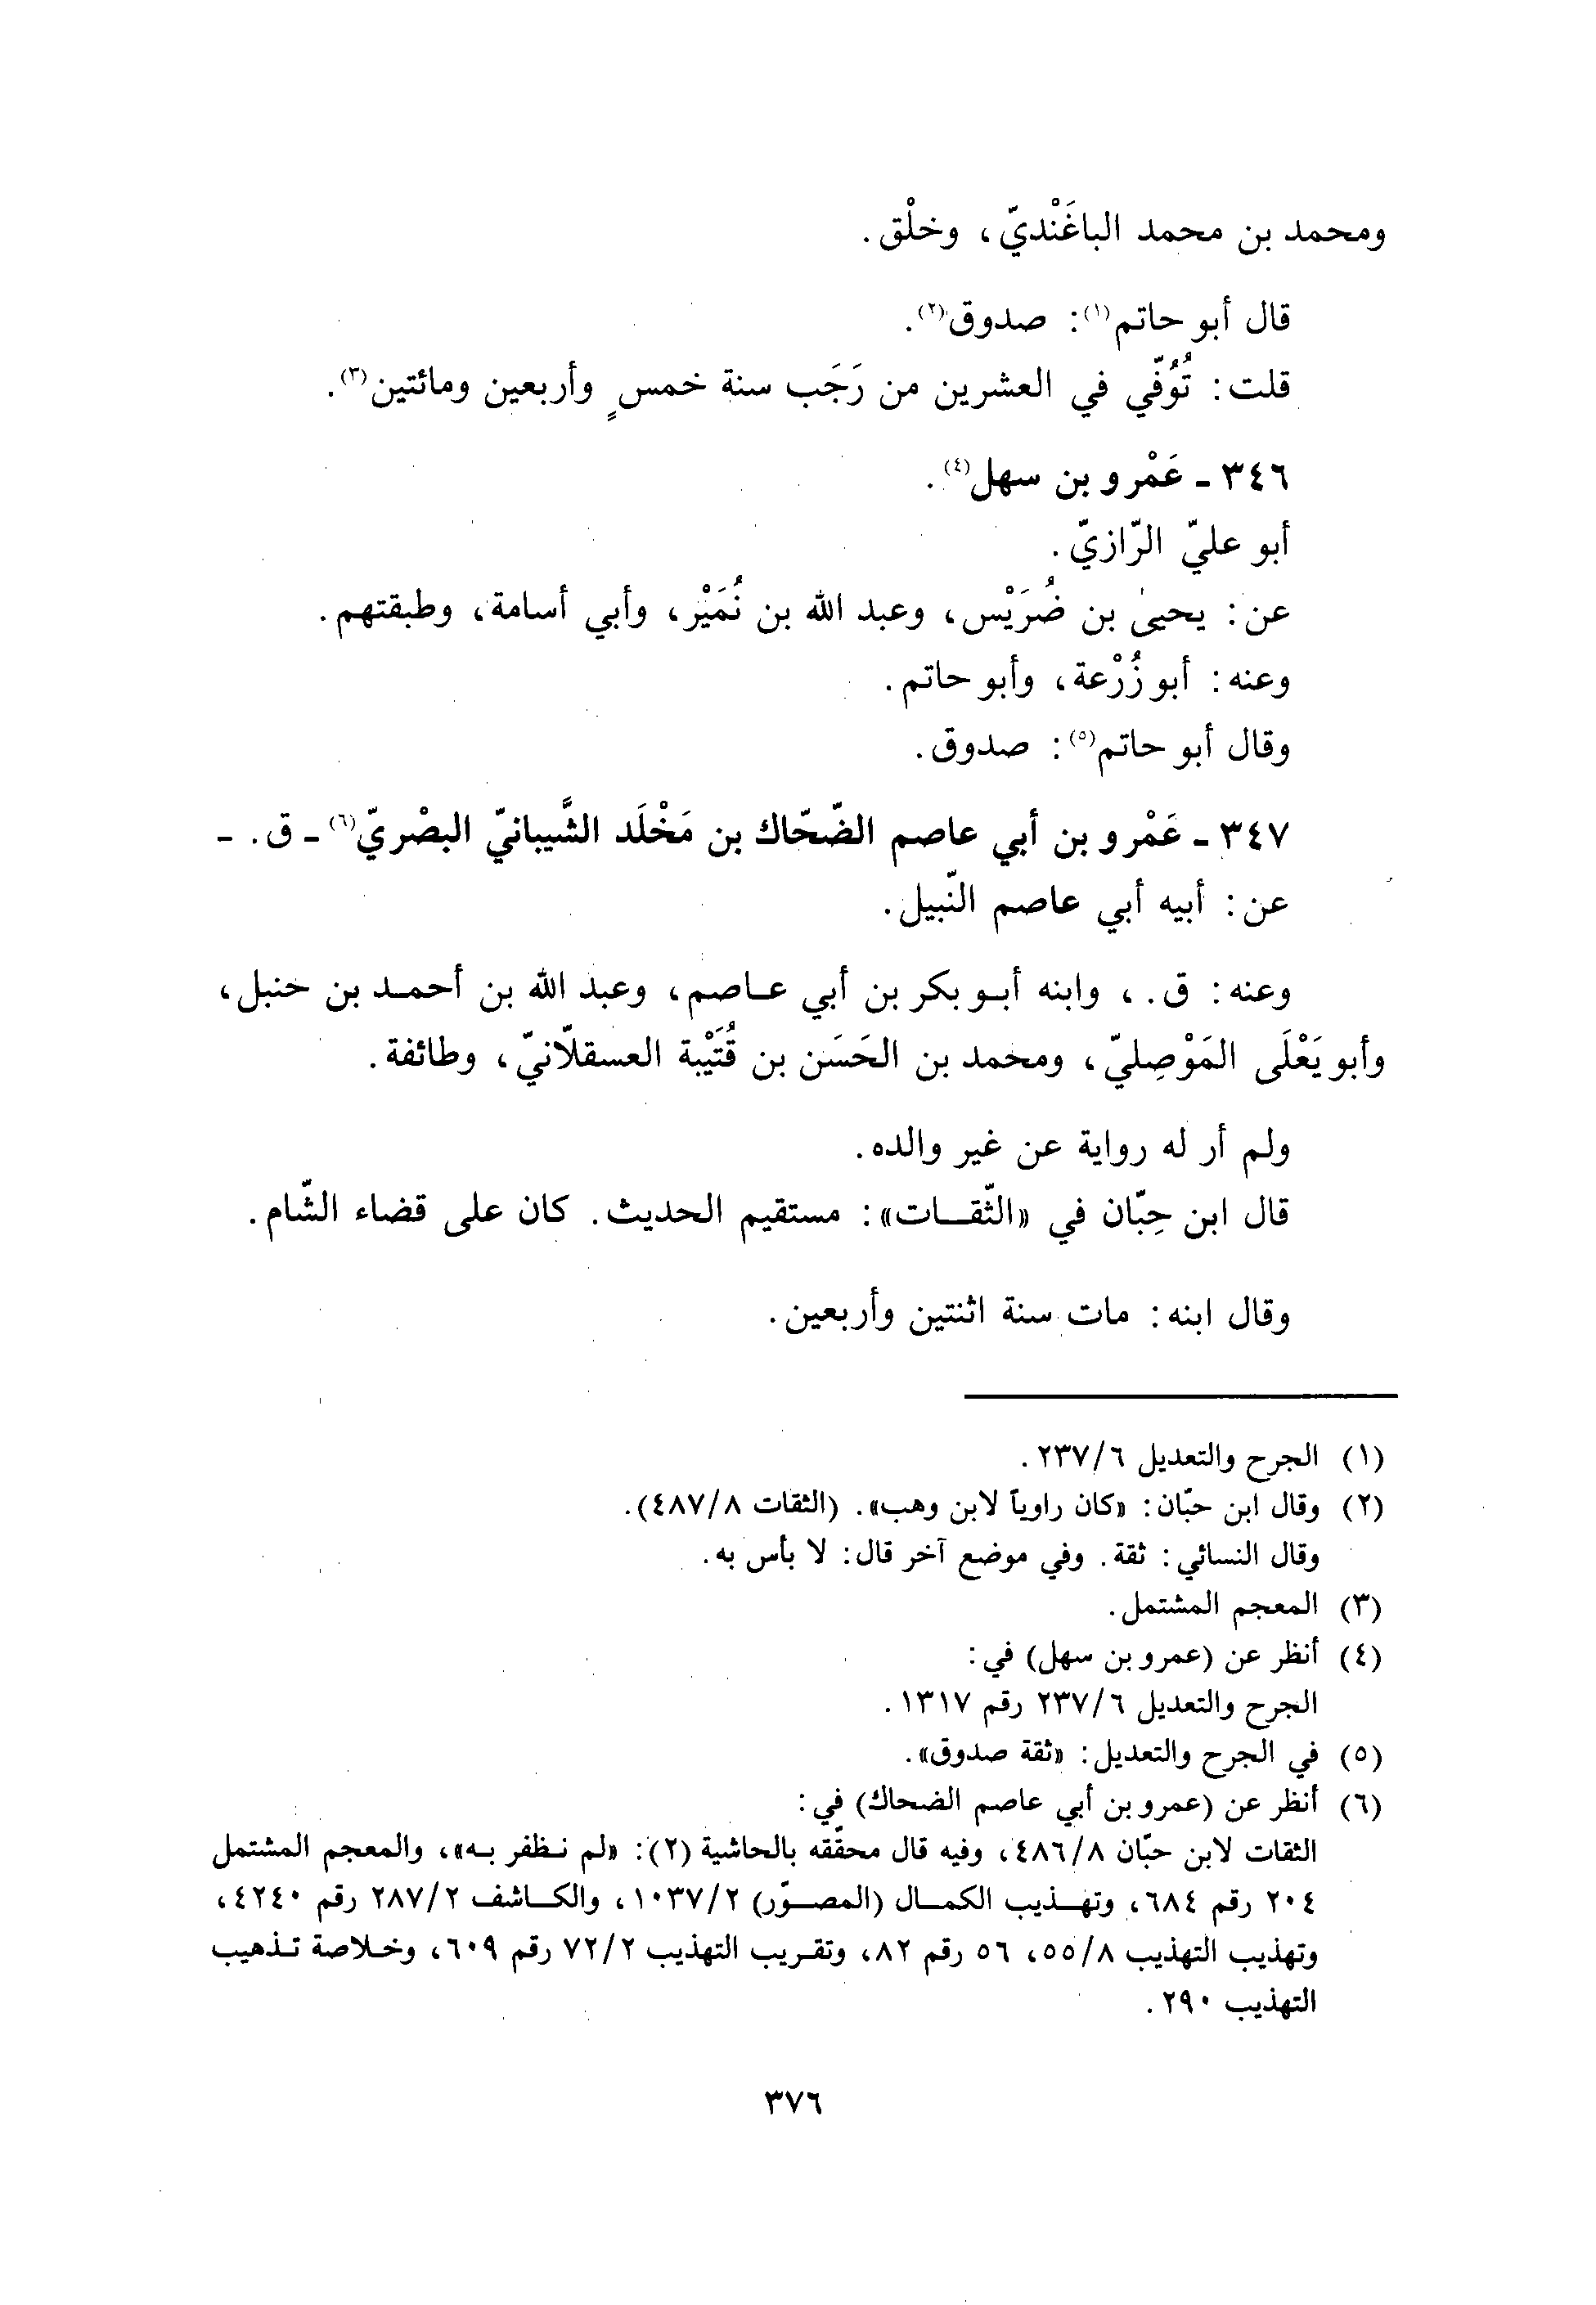 ومحمد بن محمد الباغَنْديّ، وخلْق.
قال أبو حاتم(١): صدوق(٢).
قلت: تُوُفّي في العشرين من رَجَب سنة خمسٍ وأربعين ومائتين(٣).
٣٤٦ ـ عَمْرو بن سهل(٤).
أبو عليّ الرّازيّ.
عن: يحيىٰ بن ضُرَيْس، وعبد الله بن نُمَيْر، وأبي أسامة، وطبقتهم.
وعنه: أبو زُرْعة، وأبو حاتم.
وقال أبو حاتم(٥): صدوق.
٣٤٧ ـ عَمْرو بن أبي عاصم الضّحّاك بن مَخْلَد الشَّيبانيّ البصْريّ(٦) ـ ق. ـ
عن: أبيه أبي عاصم النّبيل.
وعنه: ق.، وابنه أبو بكر بن أبي عاصم، وعبد الله بن أحمد بن حنبل،
وأبو يَعْلَى المَوْصِليّ، ومحمد بن الحَسَن بن قُتَيْبة العسقلّانيّ، وطائفة.
ولم أر له رواية عن غير والده.
قال ابن حِبّان في «الثّقات»: مستقيم الحديث. كان على قضاء الشّام.
وقال ابنه: مات سنة اثنتين وأربعين.
(١) الجرح والتعديل ٢٣٧/٦.
(٢) وقال ابن حبّان: «كان راوياً لابن وهب». (الثقات ٤٨٧/٨).
وقال النسائي: ثقة. وفي موضع آخر قال: لا بأس به.
(٣) المعجم المشتمل.
(٤) أنظر عن (عمرو بن سهل) في:
الجرح والتعديل ٢٣٧/٦ رقم ١٣١٧.
(٥) في الجرح والتعديل: «ثقة صدوق».
(٦) أنظر عن (عمرو بن أبي عاصم الضحاك) في:
الثقات لابن حبّان ٤٨٦/٨، وفيه قال محقّقه بالحاشية (٢): «لم نظفر به»، والمعجم المشتمل
٢٠٤ رقم ٦٨٤، وتهذيب الكمال (المصوّر) ١٠٣٧/٢، والكاشف ٢٨٧/٢ رقم ٤٢٤٠،
وتهذيب التهذيب ٥٥/٨، ٥٦ رقم ٨٢، وتقريب التهذيب ٧٢/٢ رقم ٦٠٩، وخلاصة تذهيب
التهذيب ٢٩٠.
٣٧٦